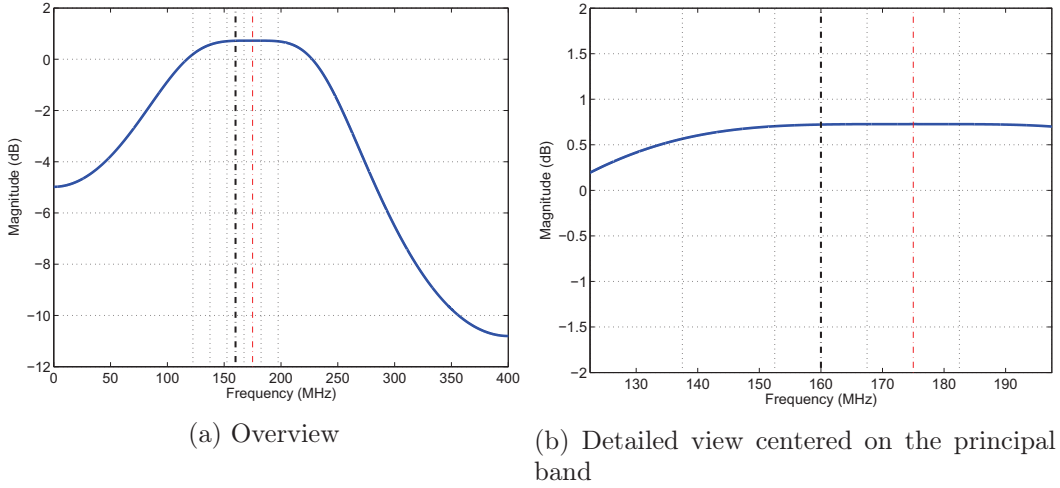 2
0
−2
−4
−6
−8
−10
−12
Magnitude (dB)
0 50 100 150 200 250 300 350 400
Frequency (MHz)
(a) Overview
2
1.5
1
0.5
0
−0.5
−1
−1.5
−2
Magnitude (dB)
130 140 150 160 170 180 190
Frequency (MHz)
(b) Detailed view centered on the principal
band